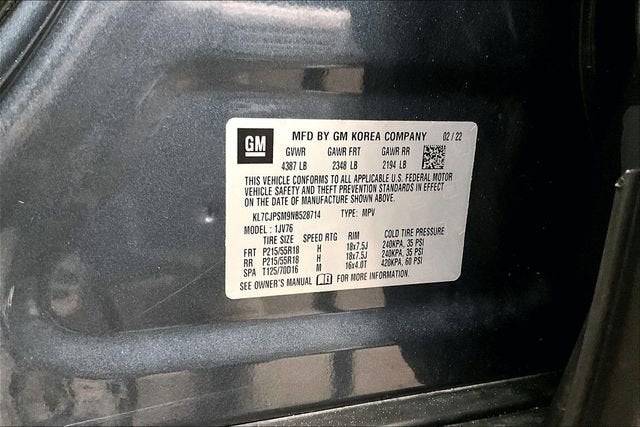 GM
MFD BY GM KOREA COMPANY 02 / 22
GVWR GAWR FRT GAWR RR
4387 LB 2348 LB 2194 LB
THIS VEHICLE CONFORMS TO ALL APPLICABLE U.S. FEDERAL MOTOR
VEHICLE SAFETY AND THEFT PREVENTION STANDARDS IN EFFECT
ON THE DATE OF MANUFACTURE SHOWN ABOVE.
KL7CJPSM9NB528714 TYPE: MPV
MODEL : 1JV76
TIRE SIZE SPEED RTG RIM COLD TIRE PRESSURE
FRT P215/55R18 H 18x7.5J 240KPA, 35 PSI
RR P215/55R18 H 18x7.5J 240KPA, 35 PSI
SPA T125/70D16 M 16x4.0T 420KPA, 60 PSI
SEE OWNER'S MANUAL FOR MORE INFORMATION.